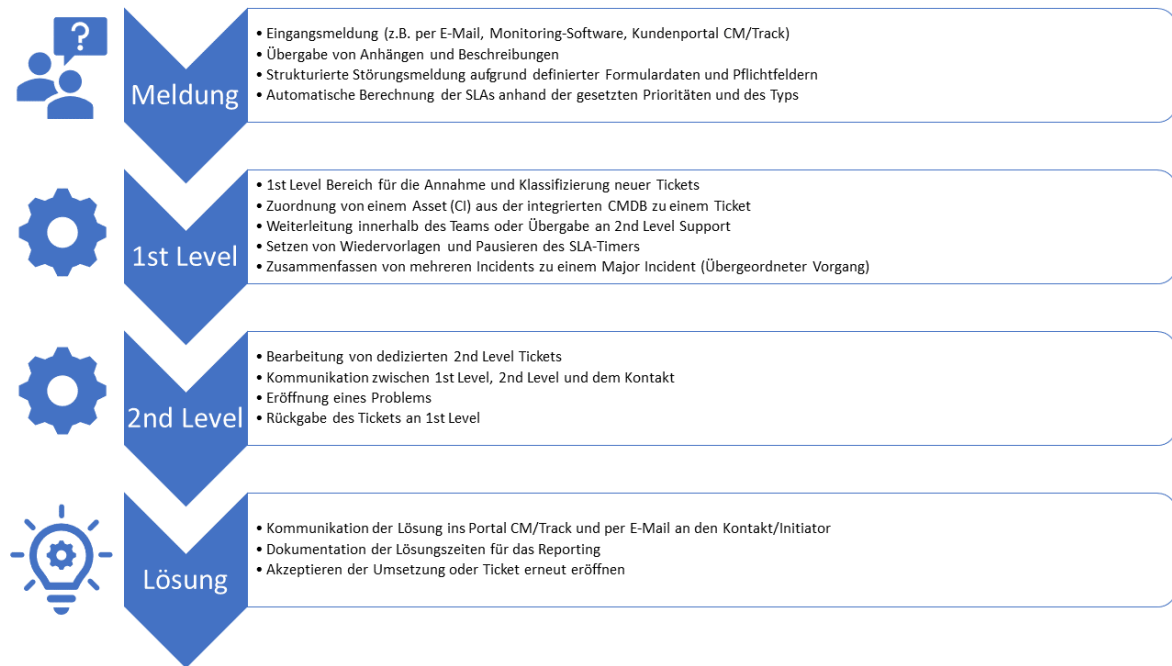 ?
Meldung
• Eingangsmeldung (z.B. per E-Mail, Monitoring-Software, Kundenportal CM/Track)
• Übergabe von Anhängen und Beschreibungen
• Strukturierte Störungsmeldung aufgrund definierter Formulardaten und Pflichtfeldern
• Automatische Berechnung der SLAs anhand der gesetzten Prioritäten und des Typs
1st Level
• 1st Level Bereich für die Annahme und Klassifizierung neuer Tickets
• Zuordnung von einem Asset (CI) aus der integrierten CMDB zu einem Ticket
• Weiterleitung innerhalb des Teams oder Übergabe an 2nd Level Support
• Setzen von Wiedervorlagen und Pausieren des SLA-Timers
• Zusammenfassen von mehreren Incidents zu einem Major Incident (Übergeordneter Vorgang)
2nd Level
• Bearbeitung von dedizierten 2nd Level Tickets
• Kommunikation zwischen 1st Level, 2nd Level und dem Kontakt
• Eröffnung eines Problems
• Rückgabe des Tickets an 1st Level
Lösung
• Kommunikation der Lösung ins Portal CM/Track und per E-Mail an den Kontakt/Initiator
• Dokumentation der Lösungszeiten für das Reporting
• Akzeptieren der Umsetzung oder Ticket erneut eröffnen